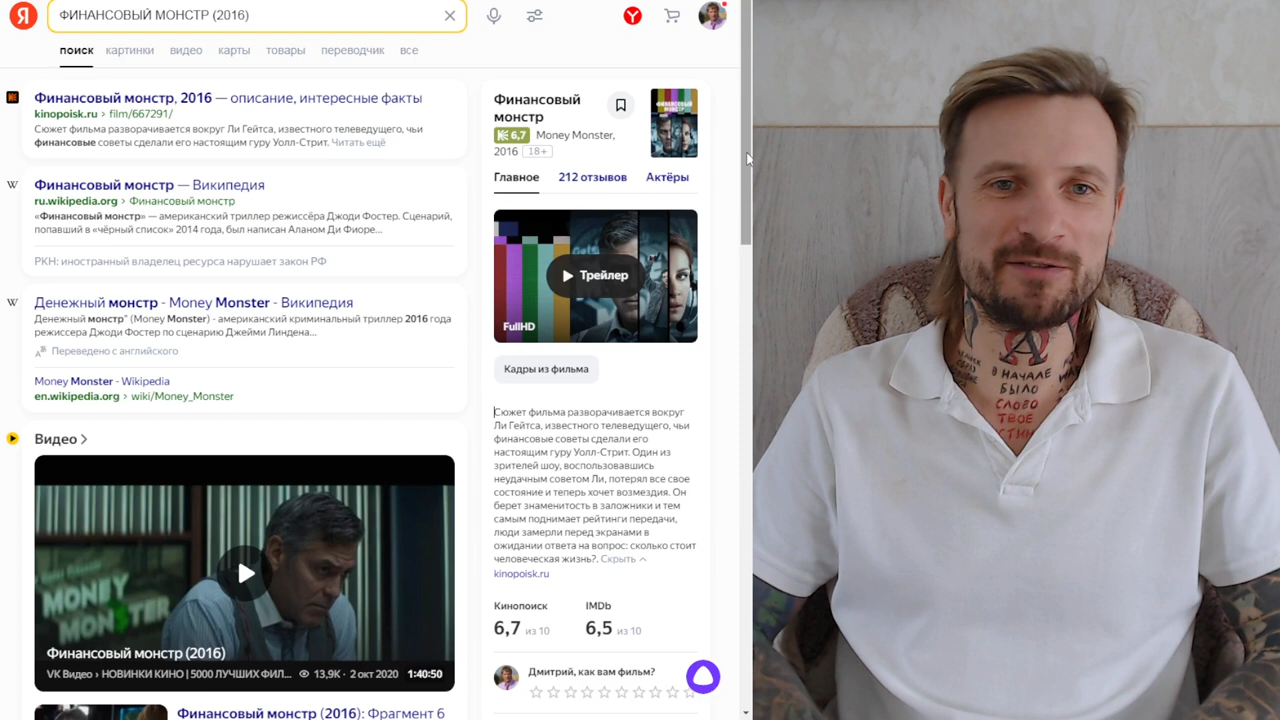 Я
ФИНАНСОВЫЙ МОНСТР (2016)
поиск картинки видео карты товары переводчик все
Финансовый монстр, 2016 — описание, интересные факты
kinopoisk.ru › film/667291/
Сюжет фильма разворачивается вокруг Ли Гейтса, известного телеведущего, чьи
финансовые советы сделали его настоящим гуру Уолл-Стрит. Читать ещё
W
Финансовый монстр — Википедия
ru.wikipedia.org › Финансовый монстр
«Финансовый монстр» — американский триллер режиссёра Джоди Фостер. Сценарий,
попавший в «чёрный список» 2014 года, был написан Аланом Ди Фиоре...
РКН: иностранный владелец ресурса нарушает закон РФ
W
Денежный монстр - Money Monster - Википедия
Денежный монстр" (Money Monster) - американский криминальный триллер 2016 года
режиссера Джоди Фостер по сценарию Джейми Линдена...
Переведено с английского
Money Monster - Wikipedia
en.wikipedia.org › wiki/Money_Monster
Видео >
MONEY
MON$TER
Финансовый монстр (2016)
VK Видео › НОВИНКИ КИНО | 5000 ЛУЧШИХ ФИЛ... 13,9K · 2 окт 2020 1:40:50
Финансовый монстр (2016): Фрагмент 6
Финансовый
монстр
6,7 Money Monster,
2016 18+
Главное 212 отзывов Актёры
Трейлер
FullHD
Кадры из фильма
Сюжет фильма разворачивается вокруг
Ли Гейтса, известного телеведущего, чьи
финансовые советы сделали его
настоящим гуру Уолл-Стрит. Один из
зрителей шоу, воспользовавшись
неудачным советом Ли, потерял все свое
состояние и теперь хочет возмездия. Он
берет знаменитость в заложники и тем
самым поднимает рейтинги передачи,
люди замерли перед экранами в
ожидании ответа на вопрос: сколько стоит
человеческая жизнь?. Скрыть
kinopoisk.ru
Кинопоиск IMDb
6,7 из 10 6,5 из 10
Дмитрий, как вам фильм?
В НАЧАЛЕ
БЫЛО
СЛОВО
ТВОЕ